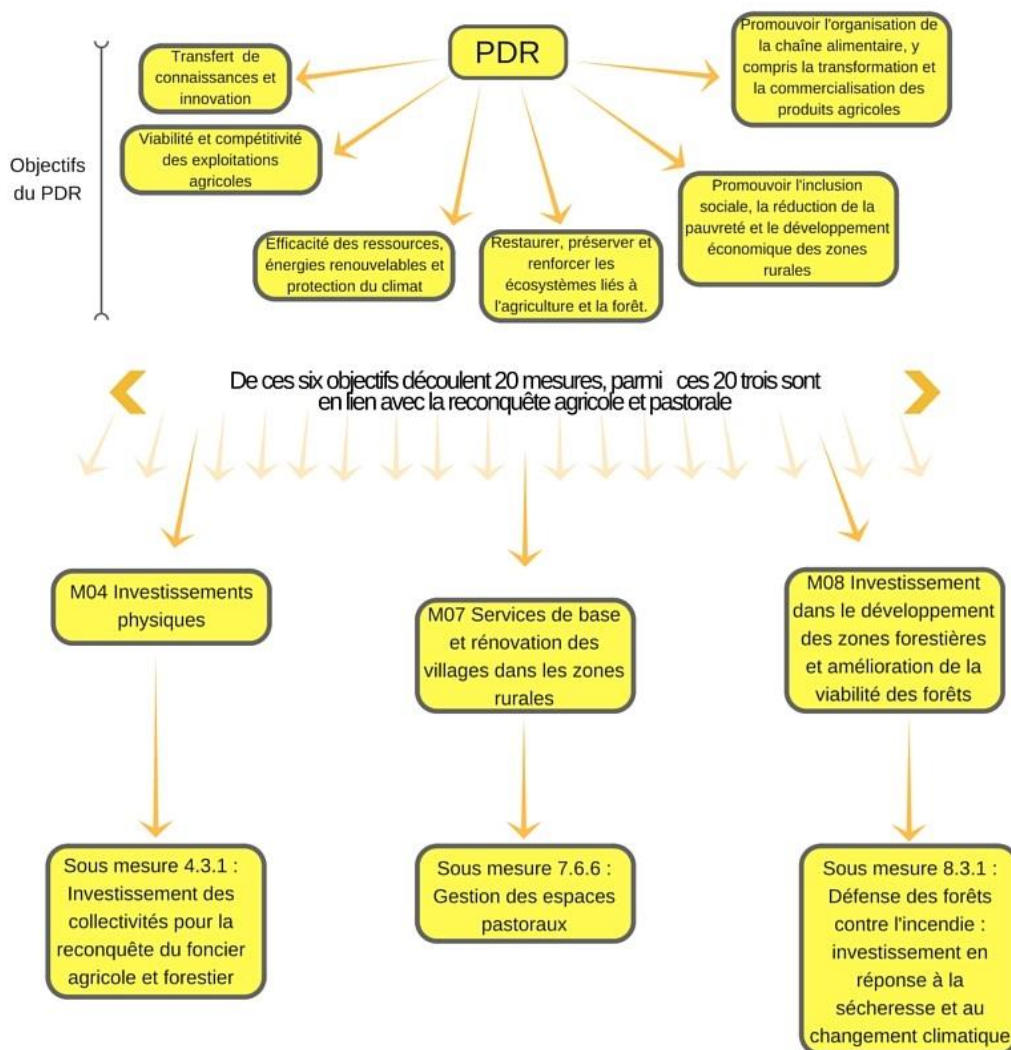 PDR
Objectifs
du PDR
Transfert de
connaissances et
innovation
Viabilité et compétitivité
des exploitations
agricoles
Efficacité des ressources,
énergies renouvelables et
protection du climat
Restaurer, préserver et
renforcer les
écosystèmes liés à
l'agriculture et la forêt.
Promouvoir l'inclusion
sociale, la réduction de la
pauvreté et le développement
économique des zones
rurales
Promouvoir l'organisation de
la chaîne alimentaire, y
compris la transformation et
la commercialisation des
produits agricoles
De ces six objectifs découlent 20 mesures, parmi ces 20 trois sont
en lien avec la reconquête agricole et pastorale
M04 Investissements
physiques
M07 Services de base
et rénovation des
villages dans les zones
rurales
M08 Investissement
dans le développement
des zones forestières
et amélioration de la
viabilité des forêts
Sous mesure 4.3.1 :
Investissement des
collectivités pour la
reconquête du foncier
agricole et forestier
Sous mesure 7.6.6 :
Gestion des espaces
pastoraux
Sous mesure 8.3.1 :
Défense des forêts
contre l'incendie :
investissement en
réponse à la
sécheresse et au
changement climatique